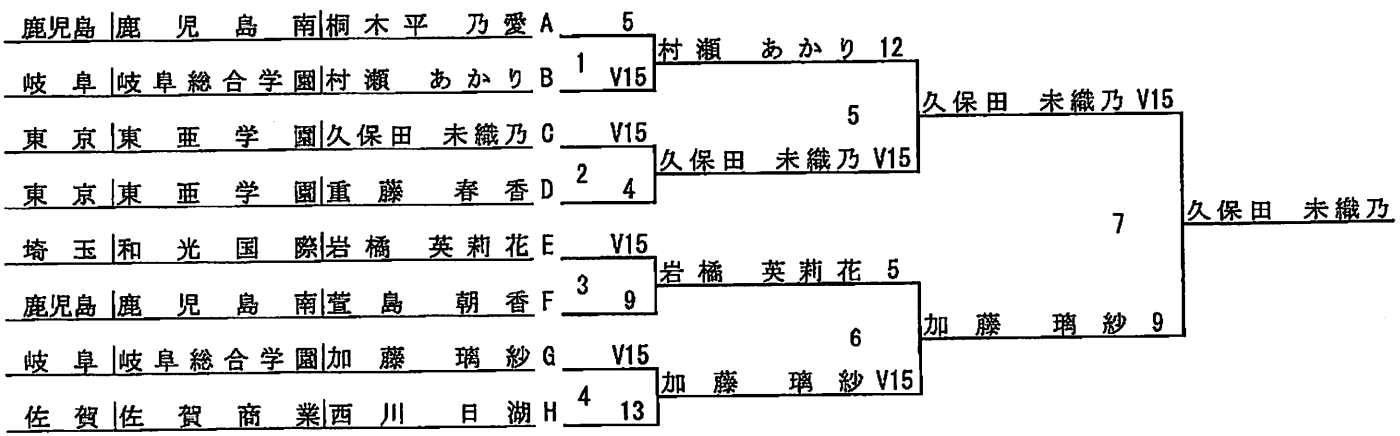 鹿児島 鹿児島南 桐木平 乃愛 A 5
村瀬 あかり 12
1
岐阜 岐阜総合学園 村瀬 あかり B V15
久保田 未織乃 V15
5
東京 東亜学園 久保田 未織乃 C V15
久保田 未織乃 V15
2
東京 東亜学園 重藤 春香 D 4
久保田 未織乃
7
埼玉 和光国際 岩橋 英莉花 E V15
岩橋 英莉花 5
3
鹿児島 鹿児島南 萱島 朝香 F 9
加藤 璃紗 9
6
岐阜 岐阜総合学園 加藤 璃紗 G V15
加藤 璃紗 V15
4
佐賀 佐賀商業 西川 日湖 H 13